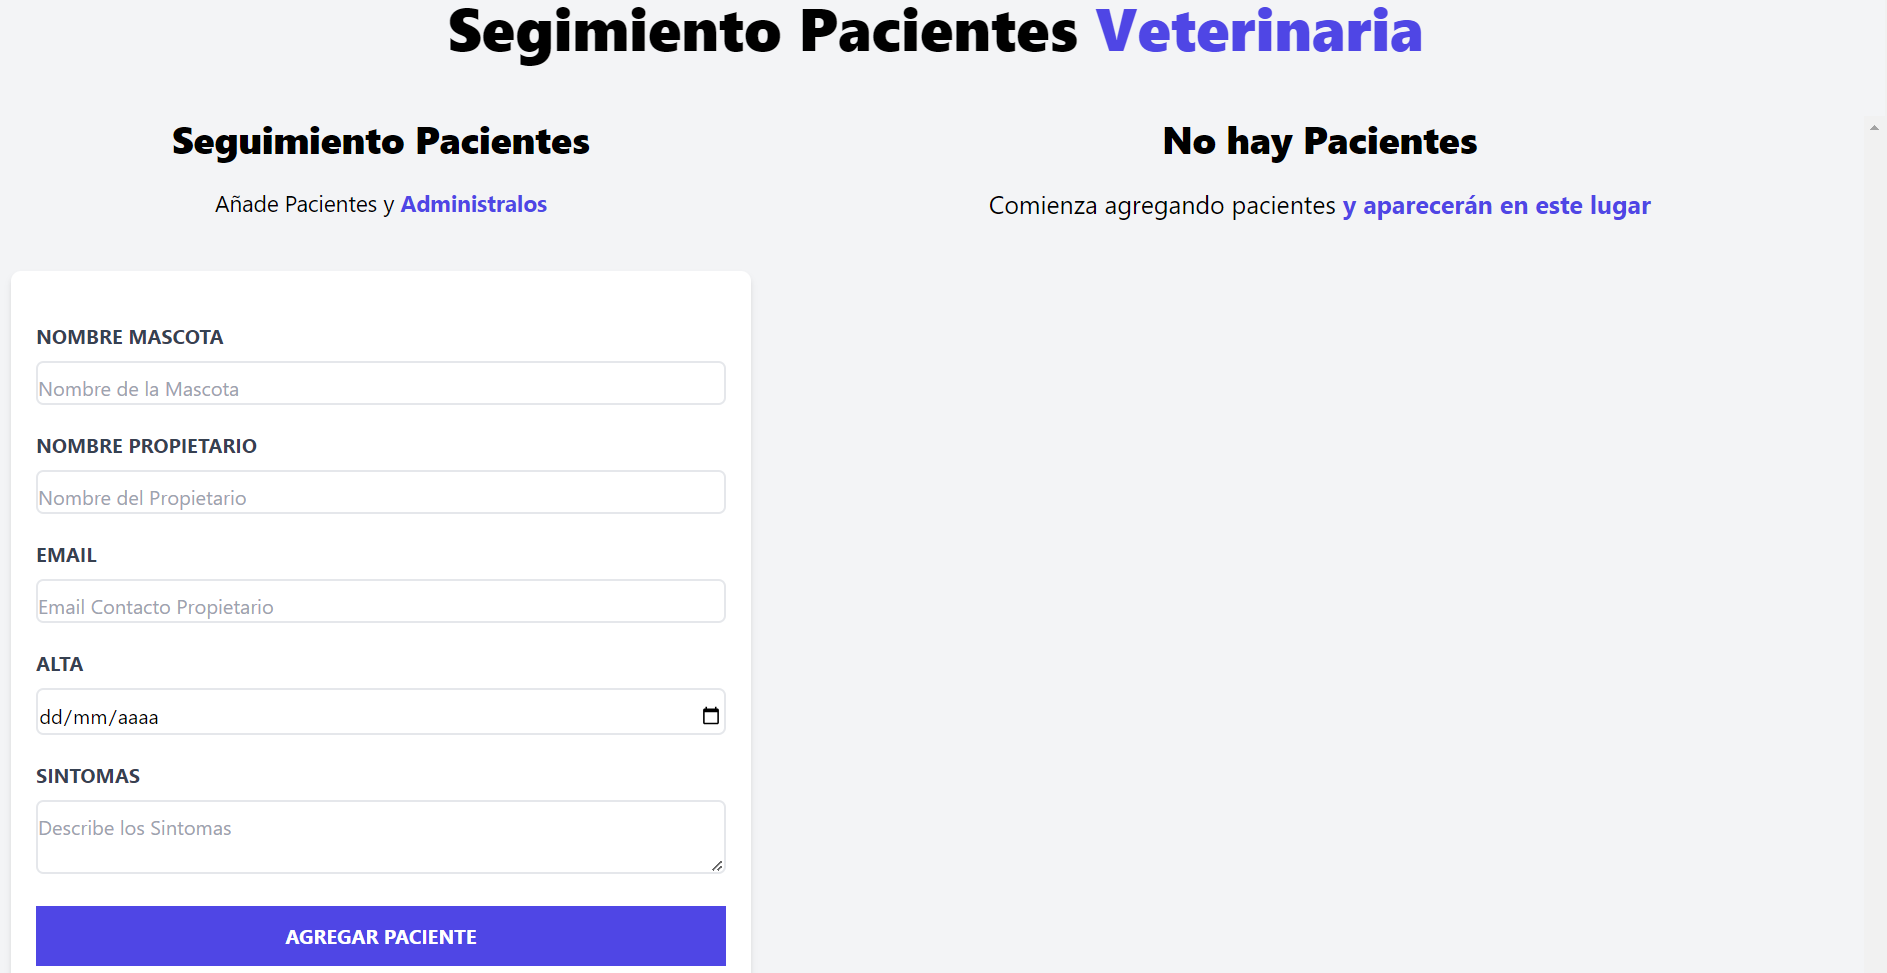 Segimiento Pacientes Veterinaria
Seguimiento Pacientes
Añade Pacientes y Administralos
NOMBRE MASCOTA
Nombre de la Mascota
NOMBRE PROPIETARIO
Nombre del Propietario
EMAIL
Email Contacto Propietario
ALTA
dd/mm/aaaa
SINTOMAS
Describe los Sintomas
AGREGAR PACIENTE
No hay Pacientes
Comienza agregando pacientes y aparecerán en este lugar